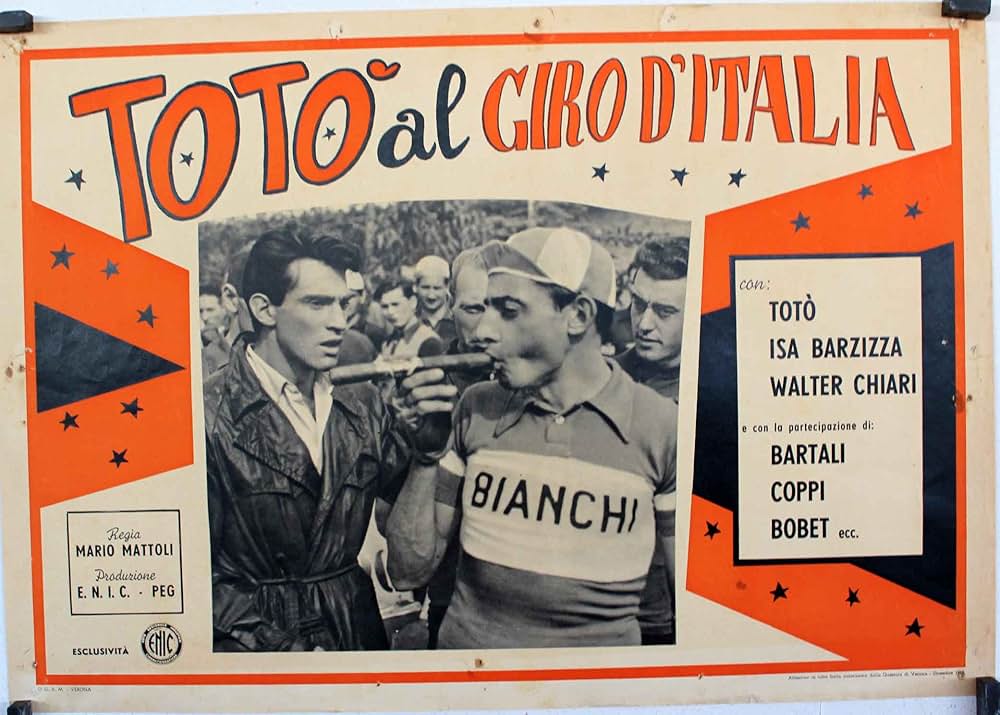 TOTÒ al GIRO D'ITALIA
BIANCHI
con:
TOTÒ
ISA BARZIZZA
WALTER CHIARI
e con la partecipazione di:
BARTALI
COPPI
BOBET ecc.
Regia
MARIO MATTOLI
Produzione
E. N. I. C. - PEG
ESCLUSIVITÀ
ENIC
VERONA